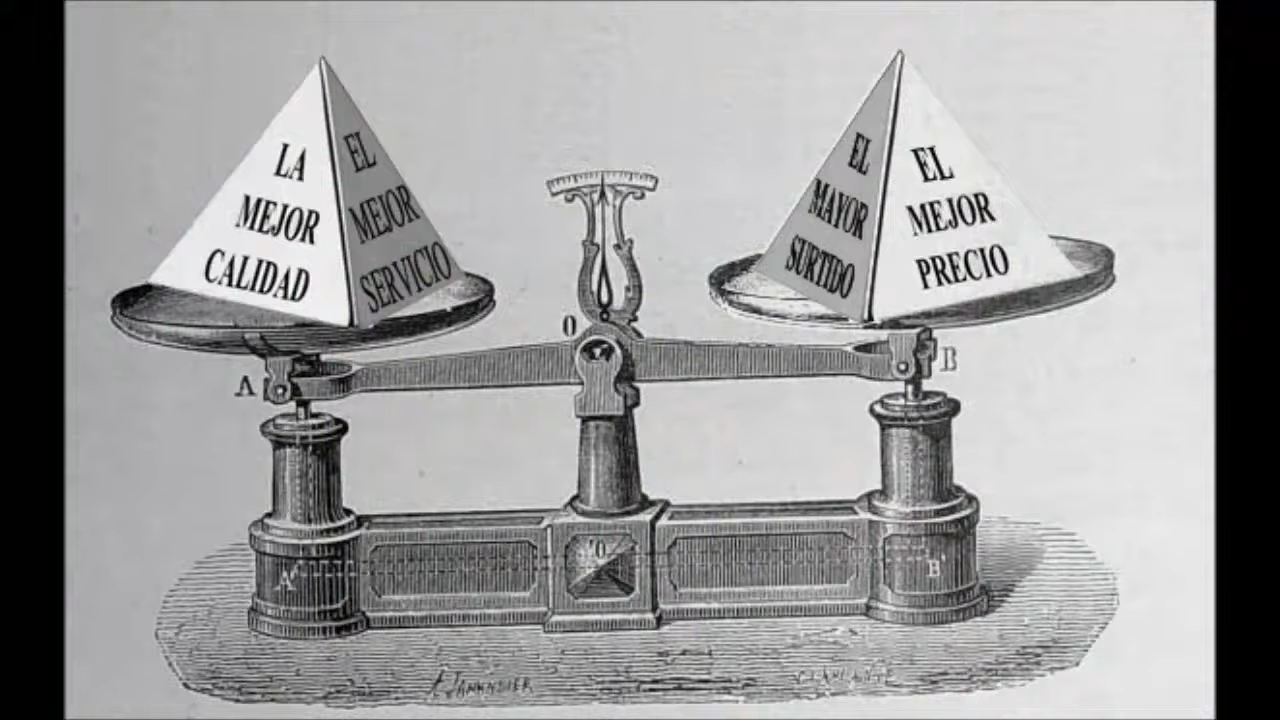 LA
MEJOR
CALIDAD
EL
MEJOR
SERVICIO
EL
MAYOR
SURTIDO
EL
MEJOR
PRECIO
O
A
B
'O
A'
B'